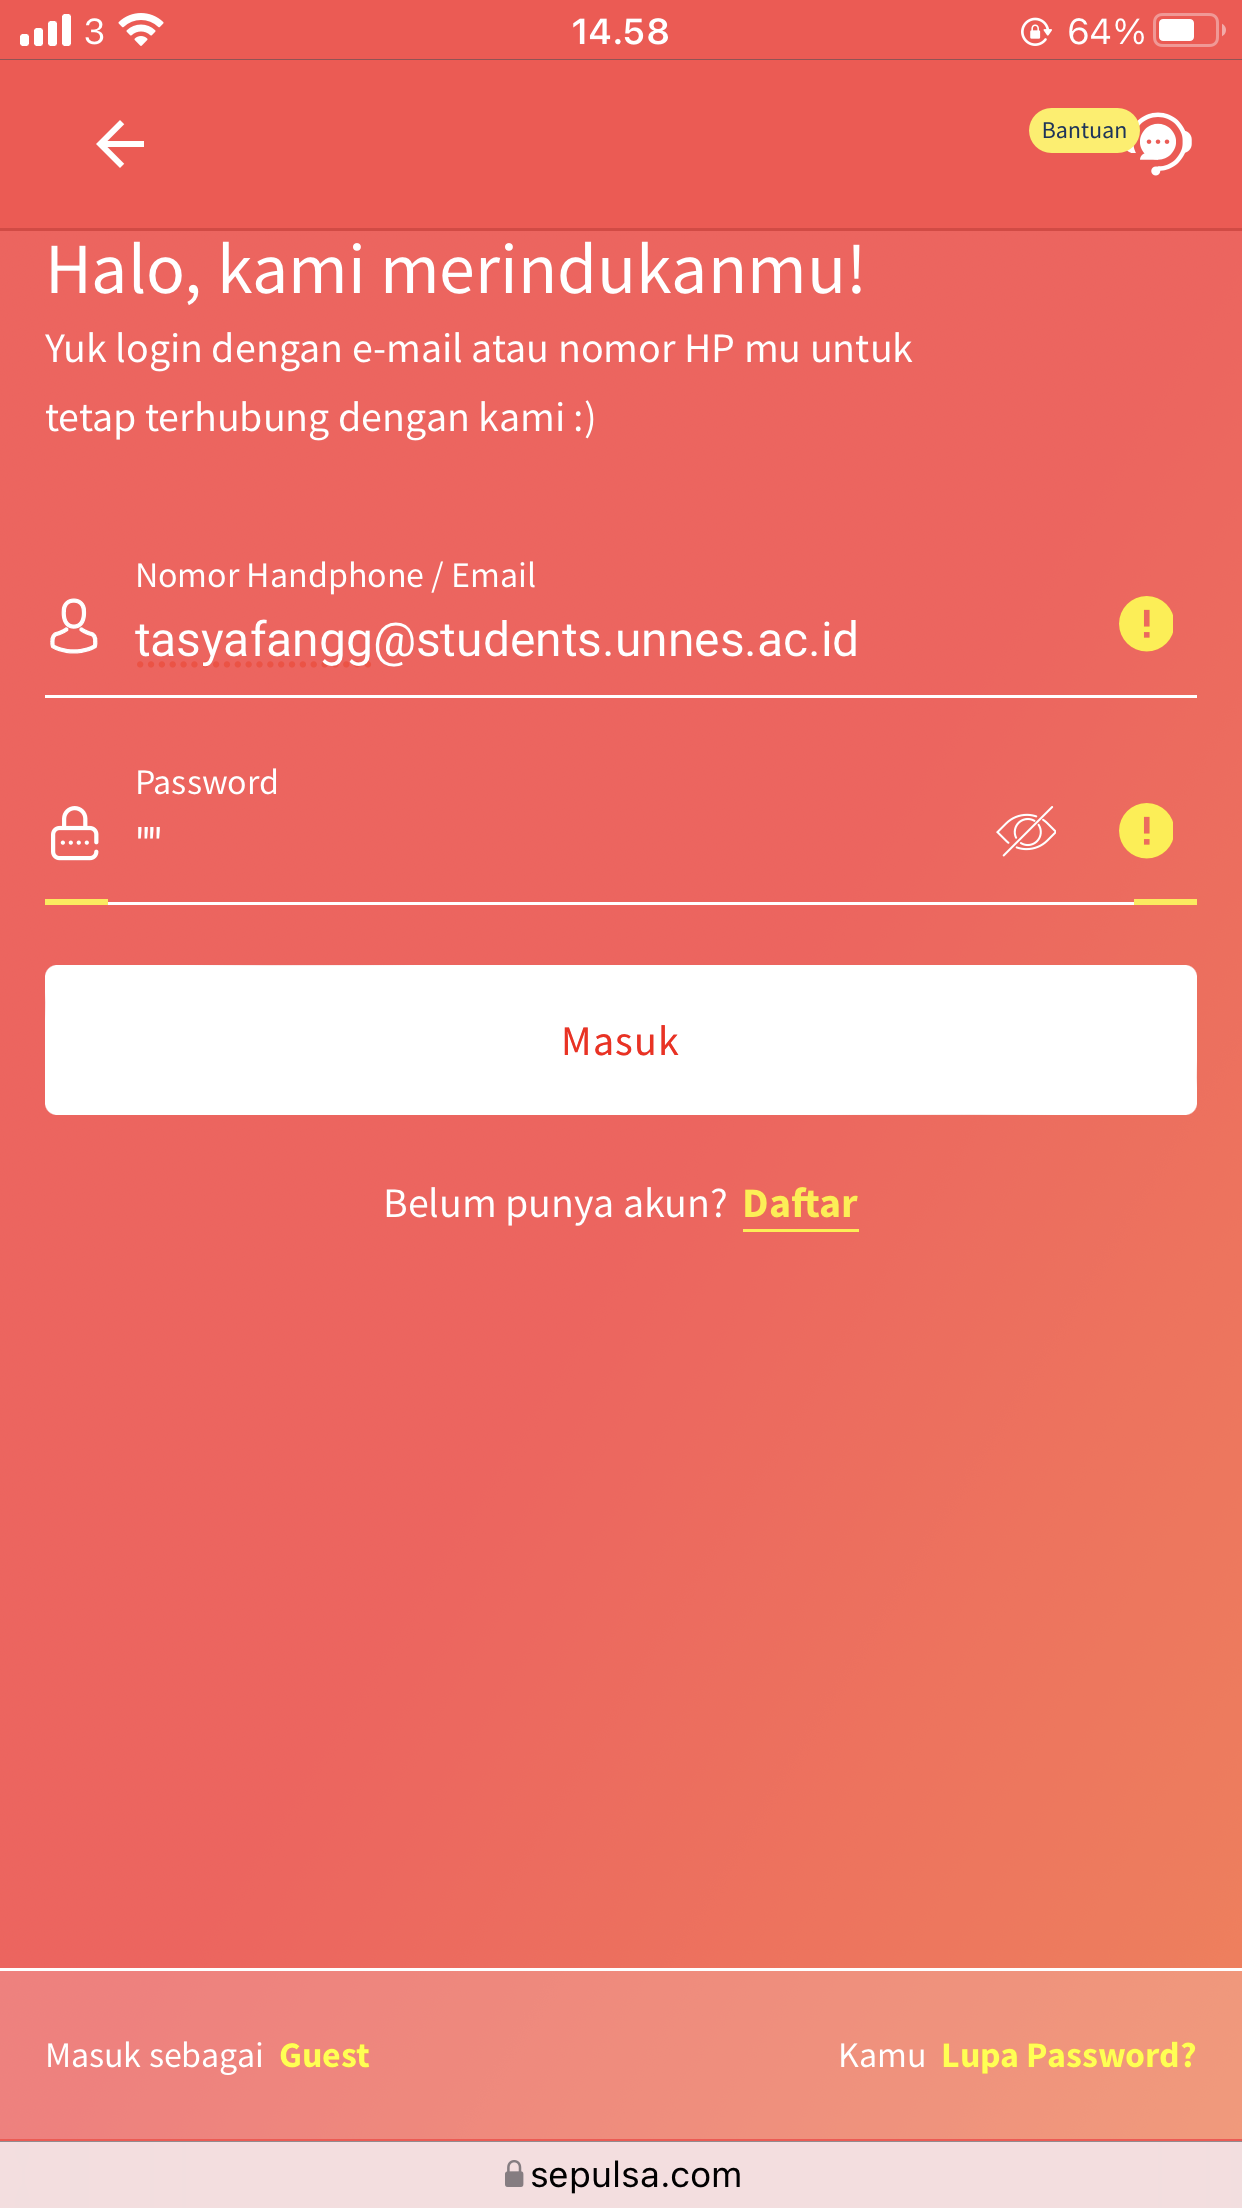 3
14.58
64%
Bantuan
Halo, kami merindukanmu!
Yuk login dengan e-mail atau nomor HP mu untuk
tetap terhubung dengan kami :)
Nomor Handphone / Email
tasyafangg@students.unnes.ac.id
!
Password
""
!
Masuk
Belum punya akun? Daftar
Masuk sebagai Guest
Kamu Lupa Password?
sepulsa.com